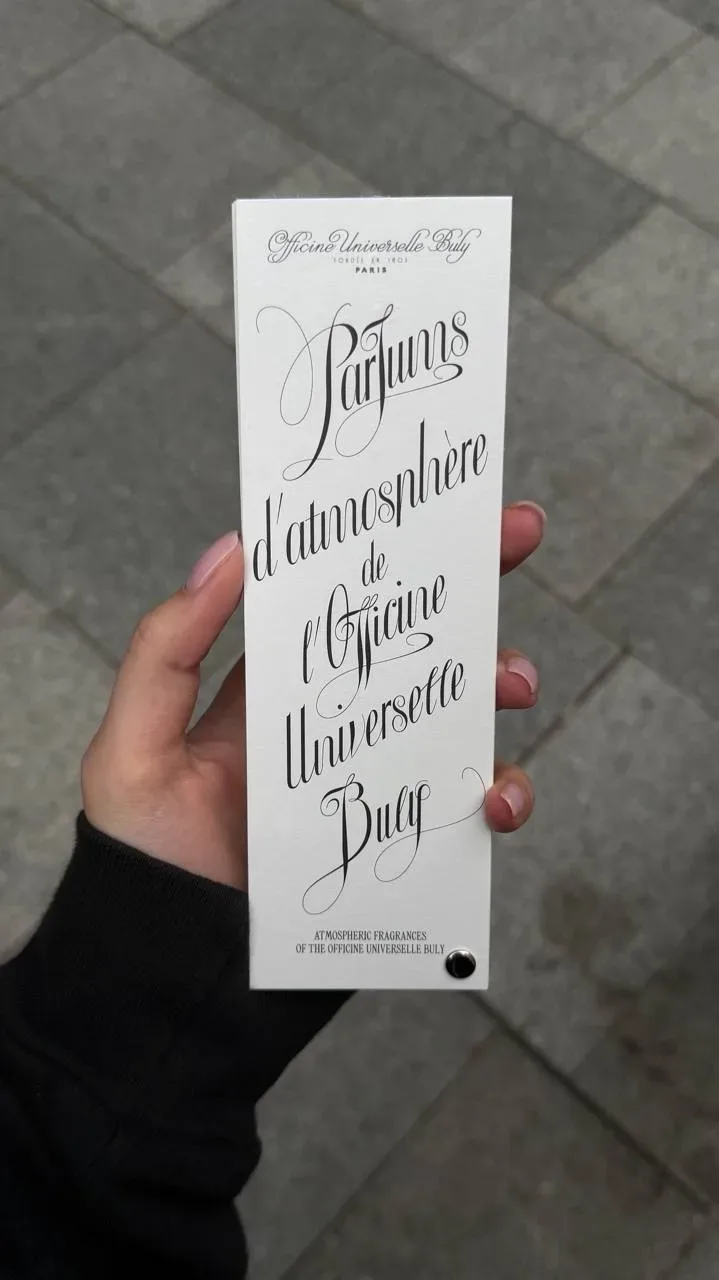 Officine Universelle Buly
FONDÉE EN 1803
PARIS
Parfums
d'atmosphère
de
l'Officine
Universelle
Buly
ATMOSPHERIC FRAGRANCES
OF THE OFFICINE UNIVERSELLE BULY